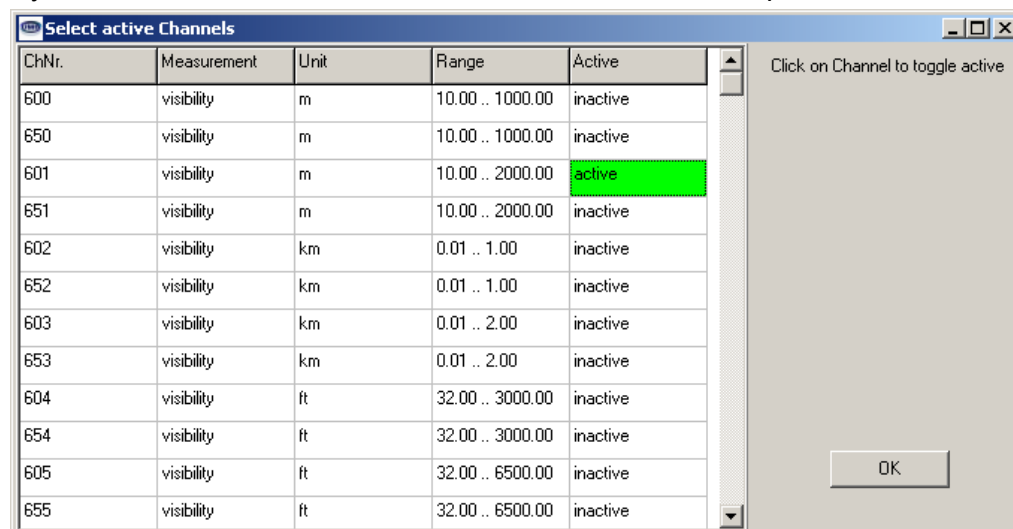 Select active Channels
ChNr. Measurement Unit Range Active
Click on Channel to toggle active
600 visibility m 10.00 .. 1000.00 inactive
650 visibility m 10.00 .. 1000.00 inactive
601 visibility m 10.00 .. 2000.00 active
651 visibility m 10.00 .. 2000.00 inactive
602 visibility km 0.01 .. 1.00 inactive
652 visibility km 0.01 .. 1.00 inactive
603 visibility km 0.01 .. 2.00 inactive
653 visibility km 0.01 .. 2.00 inactive
604 visibility ft 32.00 .. 3000.00 inactive
654 visibility ft 32.00 .. 3000.00 inactive
605 visibility ft 32.00 .. 6500.00 inactive
655 visibility ft 32.00 .. 6500.00 inactive
OK